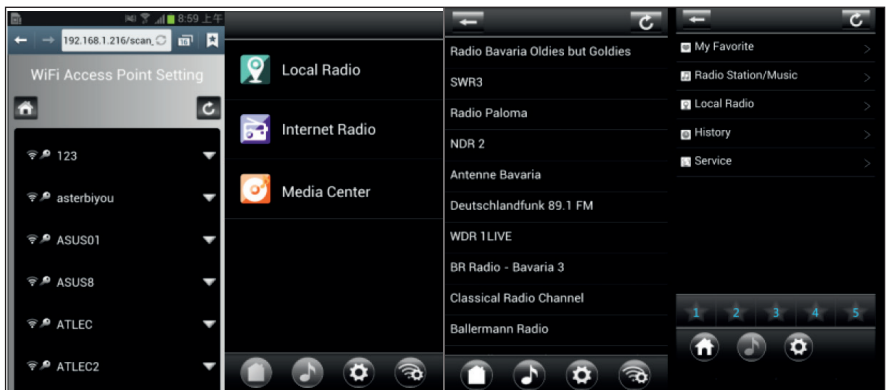 8:59 上午
192.168.1.216/scan_
WiFi Access Point Setting
123
asterbiyou
ASUS01
ASUS8
ATLEC
ATLEC2
Local Radio
Internet Radio
Media Center
Radio Bavaria Oldies but Goldies
SWR3
Radio Paloma
NDR 2
Antenne Bavaria
Deutschlandfunk 89.1 FM
WDR 1LIVE
BR Radio - Bavaria 3
Classical Radio Channel
Ballermann Radio
My Favorite
Radio Station/Music
Local Radio
History
Service
1 2 3 4 5